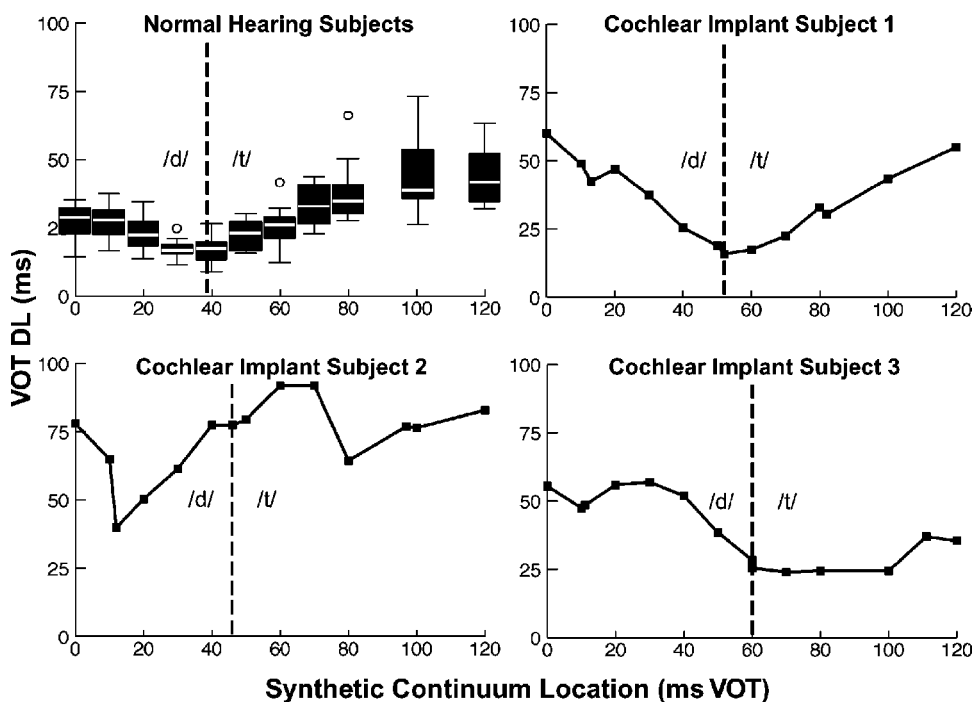 Normal Hearing Subjects
Cochlear Implant Subject 1
100
75
50
2
0
/d/ /t/
0 20 40 60 80 100 120
100
75
50
25
0
/d/ /t/
0 20 40 60 80 100 120
VOT DL (ms)
Cochlear Implant Subject 2
Cochlear Implant Subject 3
100
75
50
25
0
/d/ /t/
0 20 40 60 80 100 120
100
75
50
25
0
/d/ /t/
0 20 40 60 80 100 120
Synthetic Continuum Location (ms VOT)